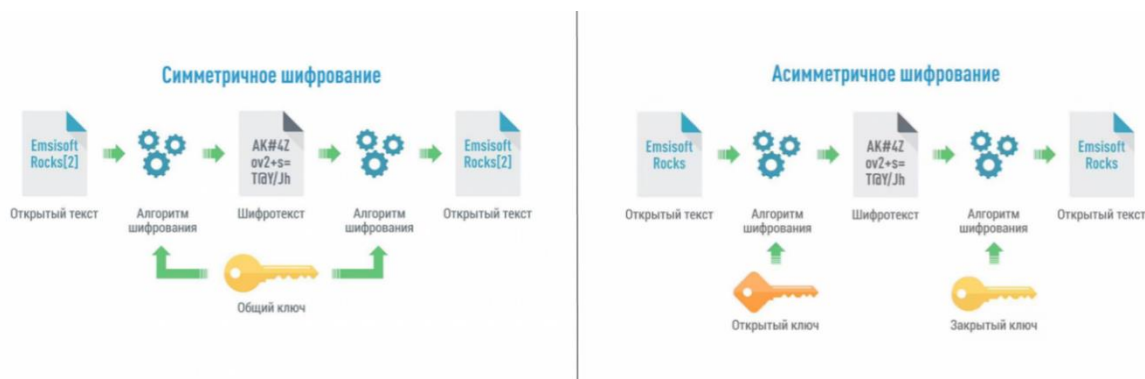 Симметричное шифрование
Emsisoft
Rocks[2]
AK#4Z
ov2+s=
T@Y/Jh
Emsisoft
Rocks[2]
Открытый текст
Алгоритм
шифрования
Шифротекст
Алгоритм
шифрования
Открытый текст
Общий ключ
Асимметричное шифрование
Emsisoft
Rocks
AK#4Z
ov2+s=
T@Y/Jh
Emsisoft
Rocks
Открытый текст
Алгоритм
шифрования
Шифротекст
Алгоритм
шифрования
Открытый текст
Открытый ключ
Закрытый ключ